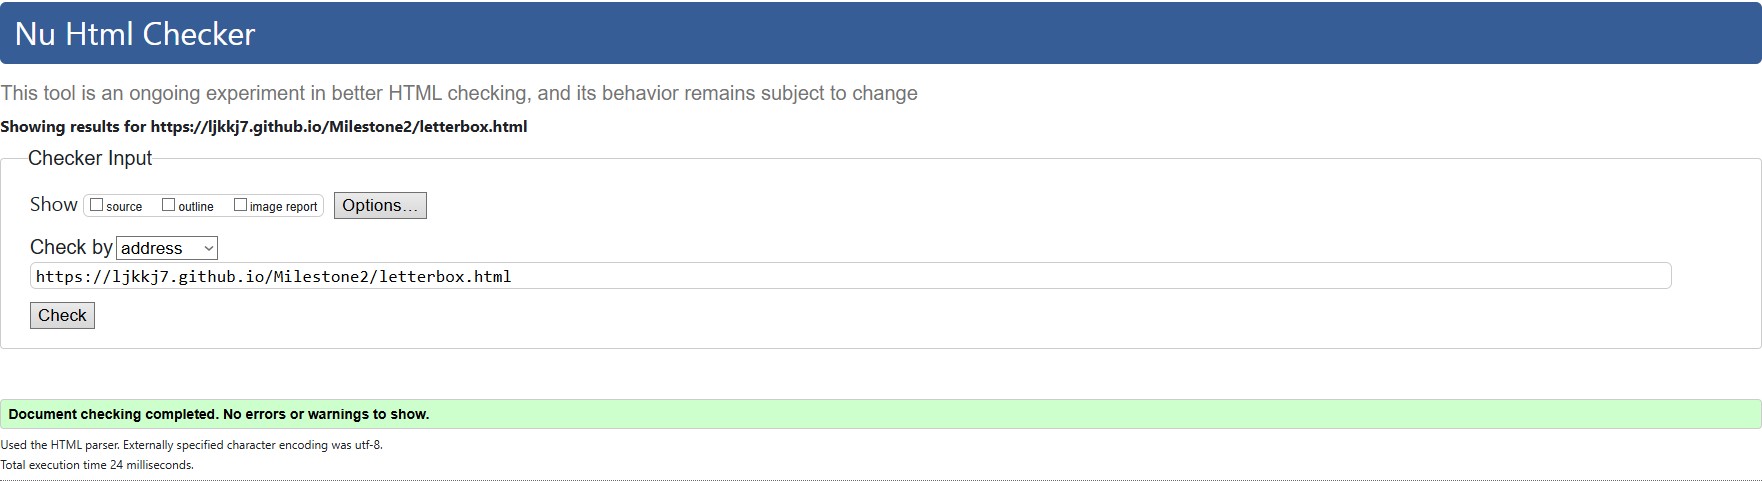 Nu Html Checker
This tool is an ongoing experiment in better HTML checking, and its behavior remains subject to change
Showing results for https://ljkkj7.github.io/Milestone2/letterbox.html
Checker Input
Show source outline image report Options...
Check by address
https://ljkkj7.github.io/Milestone2/letterbox.html
Check
Document checking completed. No errors or warnings to show.
Used the HTML parser. Externally specified character encoding was utf-8.
Total execution time 24 milliseconds.